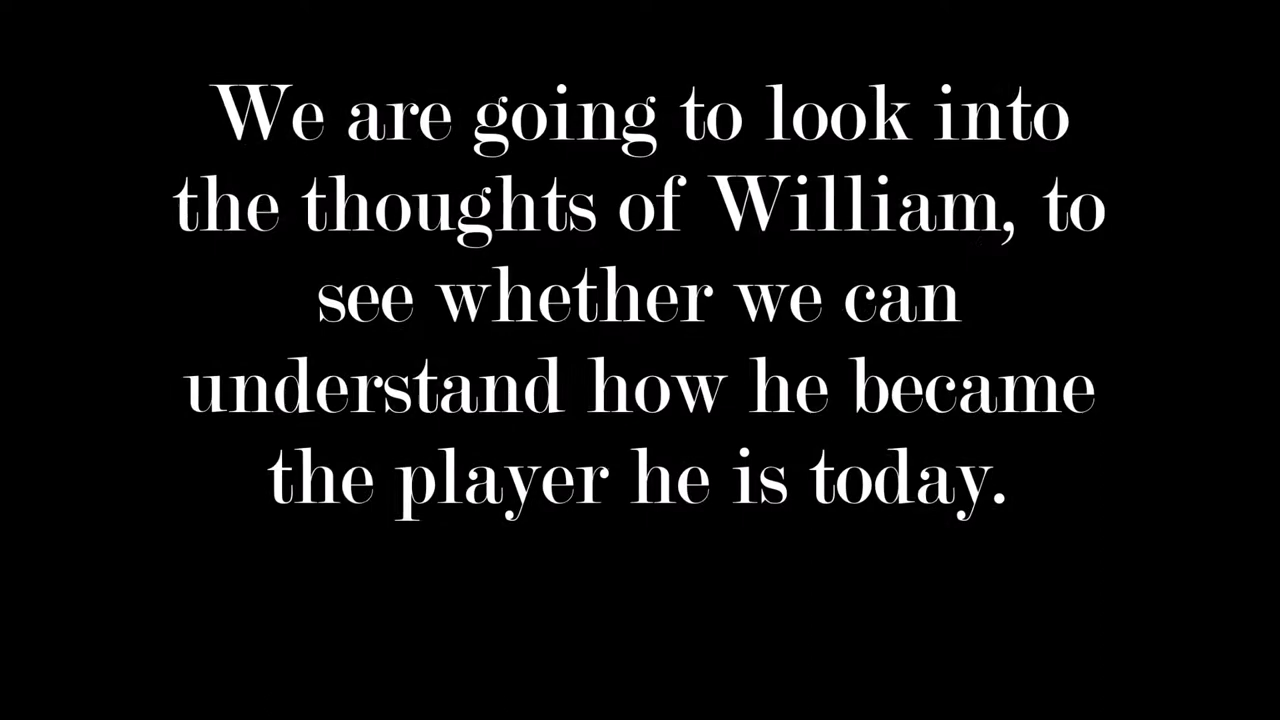 We are going to look into
the thoughts of William, to
see whether we can
understand how he became
the player he is today.